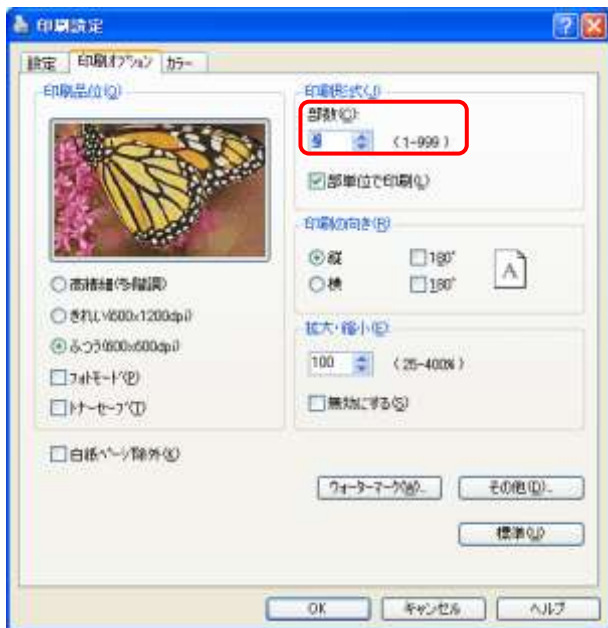 印刷設定
設定
印刷オプション
カラー
印刷品位(Q)
高精細(多階調)
きれい(600x1200dpi)
ふつう(600x600dpi)
フォトモード(P)
トナーセーブ(T)
白紙ページ除外(K)
印刷形式(J)
部数(C):
(1-999)
部単位で印刷(L)
印刷の向き(R)
縦
180°
横
180°
A
拡大・縮小(E)
100
(25-400%)
無効にする(S)
ウォーターマーク(W)...
その他(D)...
標準(U)
OK
キャンセル
ヘルプ